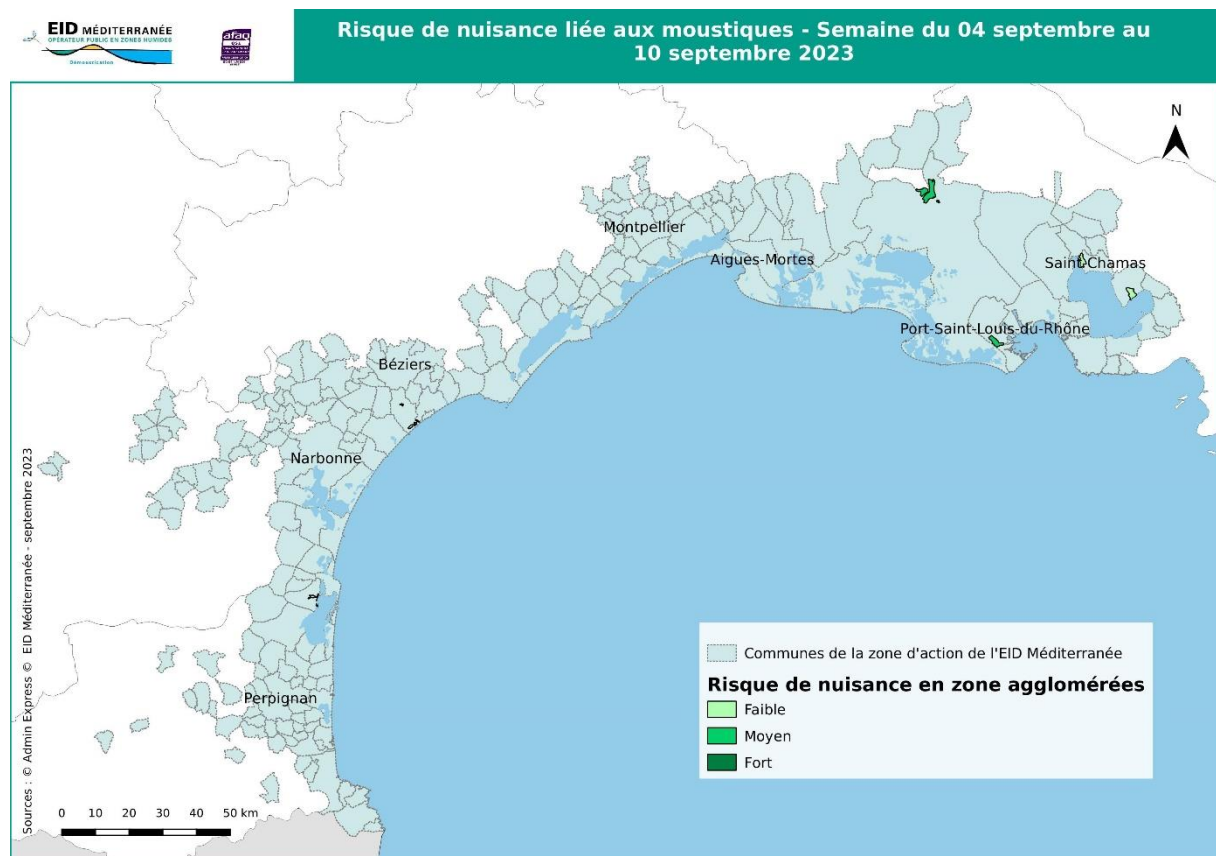 EID MÉDITERRANÉE
OPÉRATEUR PUBLIC EN ZONES HUMIDES
Démoustication
afaq
Risque de nuisance liée aux moustiques - Semaine du 04 septembre au
10 septembre 2023
N
Montpellier
Aigues-Mortes
Saint-Chamas
Port-Saint-Louis-du-Rhône
Béziers
Narbonne
Perpignan
Communes de la zone d'action de l'EID Méditerranée
Risque de nuisance en zone agglomérées
Faible
Moyen
Fort
0 10 20 30 40 50 km
Sources : © Admin Express © EID Méditerranée - septembre 2023